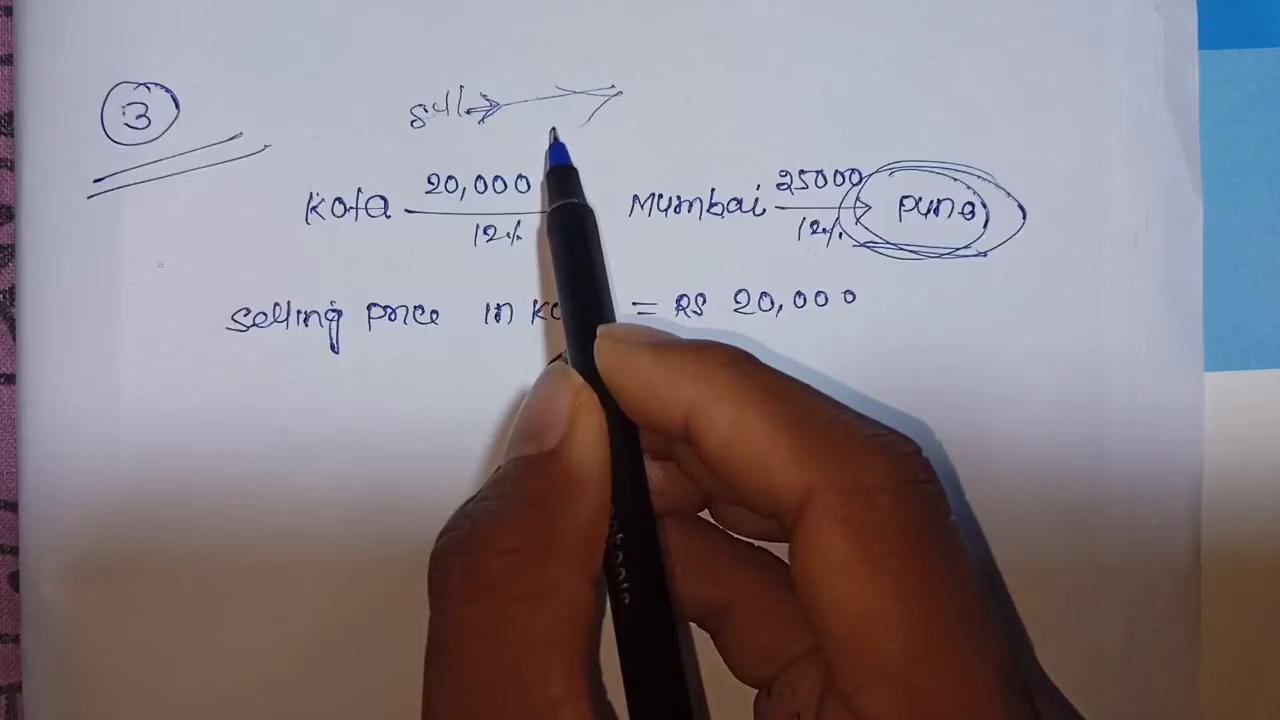 3
sell
Kota 20,000 12% Mumbai 25000 12% Pune
selling price in = RS 20,000